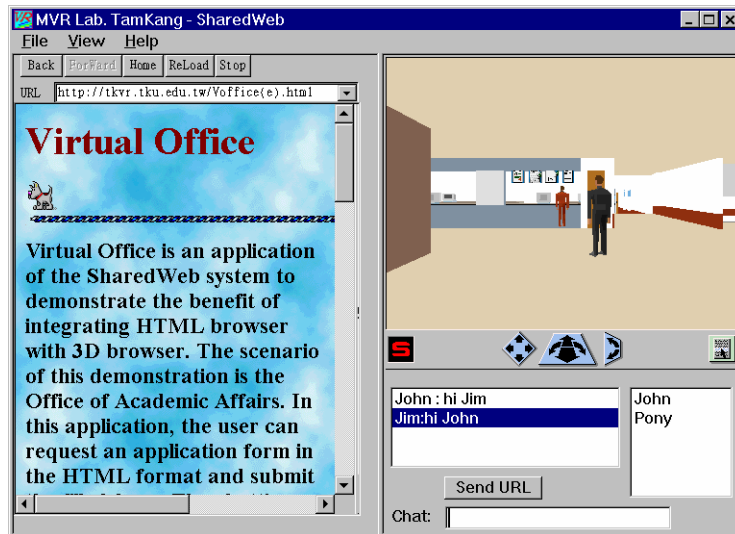 MVR Lab. TamKang - SharedWeb
File View Help
Back ForWard Home ReLoad Stop
URL http://tkvr.tku.edu.tw/Voffice(e).html
Virtual Office
Virtual Office is an application
of the SharedWeb system to
demonstrate the benefit of
integrating HTML browser
with 3D browser. The scenario
of this demonstration is the
Office of Academic Affairs. In
this application, the user can
request an application form in
the HTML format and submit
S
John : hi Jim
Jim:hi John
John
Pony
Send URL
Chat: